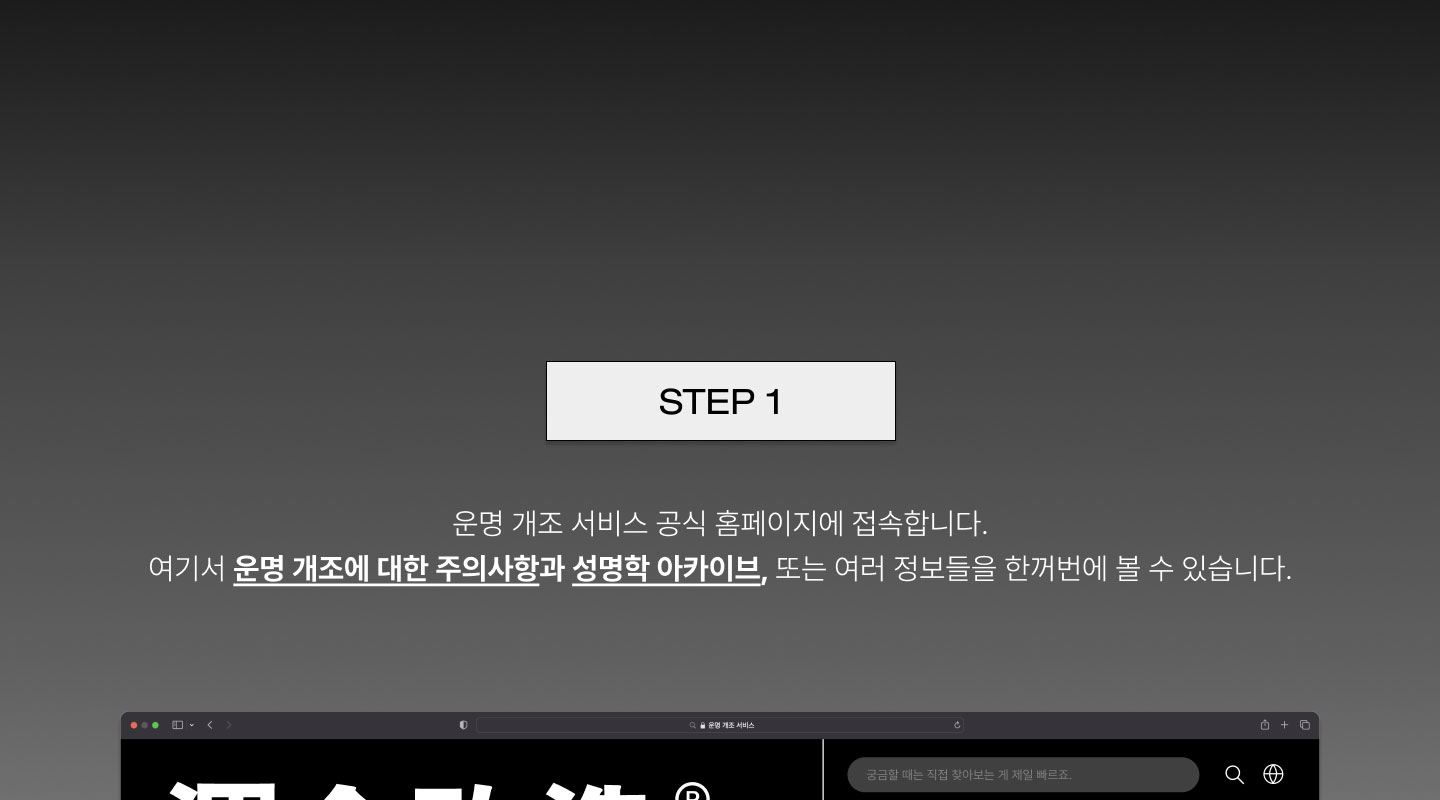 STEP 1
운명 개조 서비스 공식 홈페이지에 접속합니다.
여기서 운명 개조에 대한 주의사항과 성명학 아카이브, 또는 여러 정보들을 한꺼번에 볼 수 있습니다.
운명 개조 서비스
궁금할 때는 직접 찾아보는 게 제일 빠르죠.
®